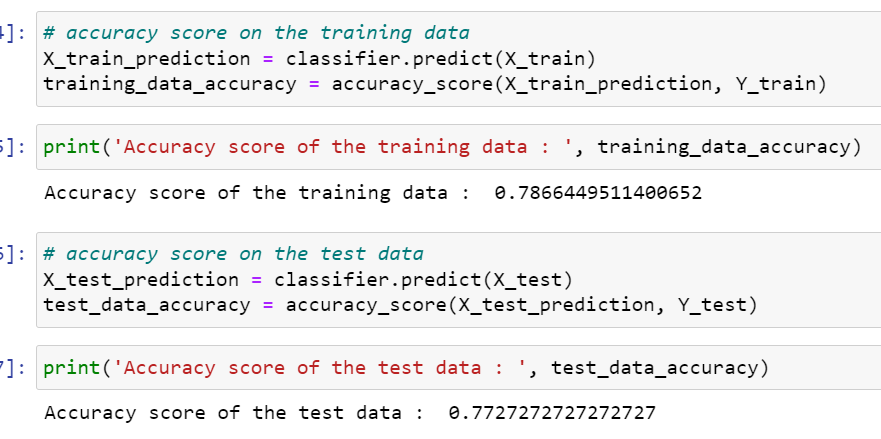 4]: # accuracy score on the training data
X_train_prediction = classifier.predict(X_train)
training_data_accuracy = accuracy_score(X_train_prediction, Y_train)
5]: print('Accuracy score of the training data : ', training_data_accuracy)
Accuracy score of the training data :  0.7866449511400652
6]: # accuracy score on the test data
X_test_prediction = classifier.predict(X_test)
test_data_accuracy = accuracy_score(X_test_prediction, Y_test)
7]: print('Accuracy score of the test data : ', test_data_accuracy)
Accuracy score of the test data :  0.7727272727272727